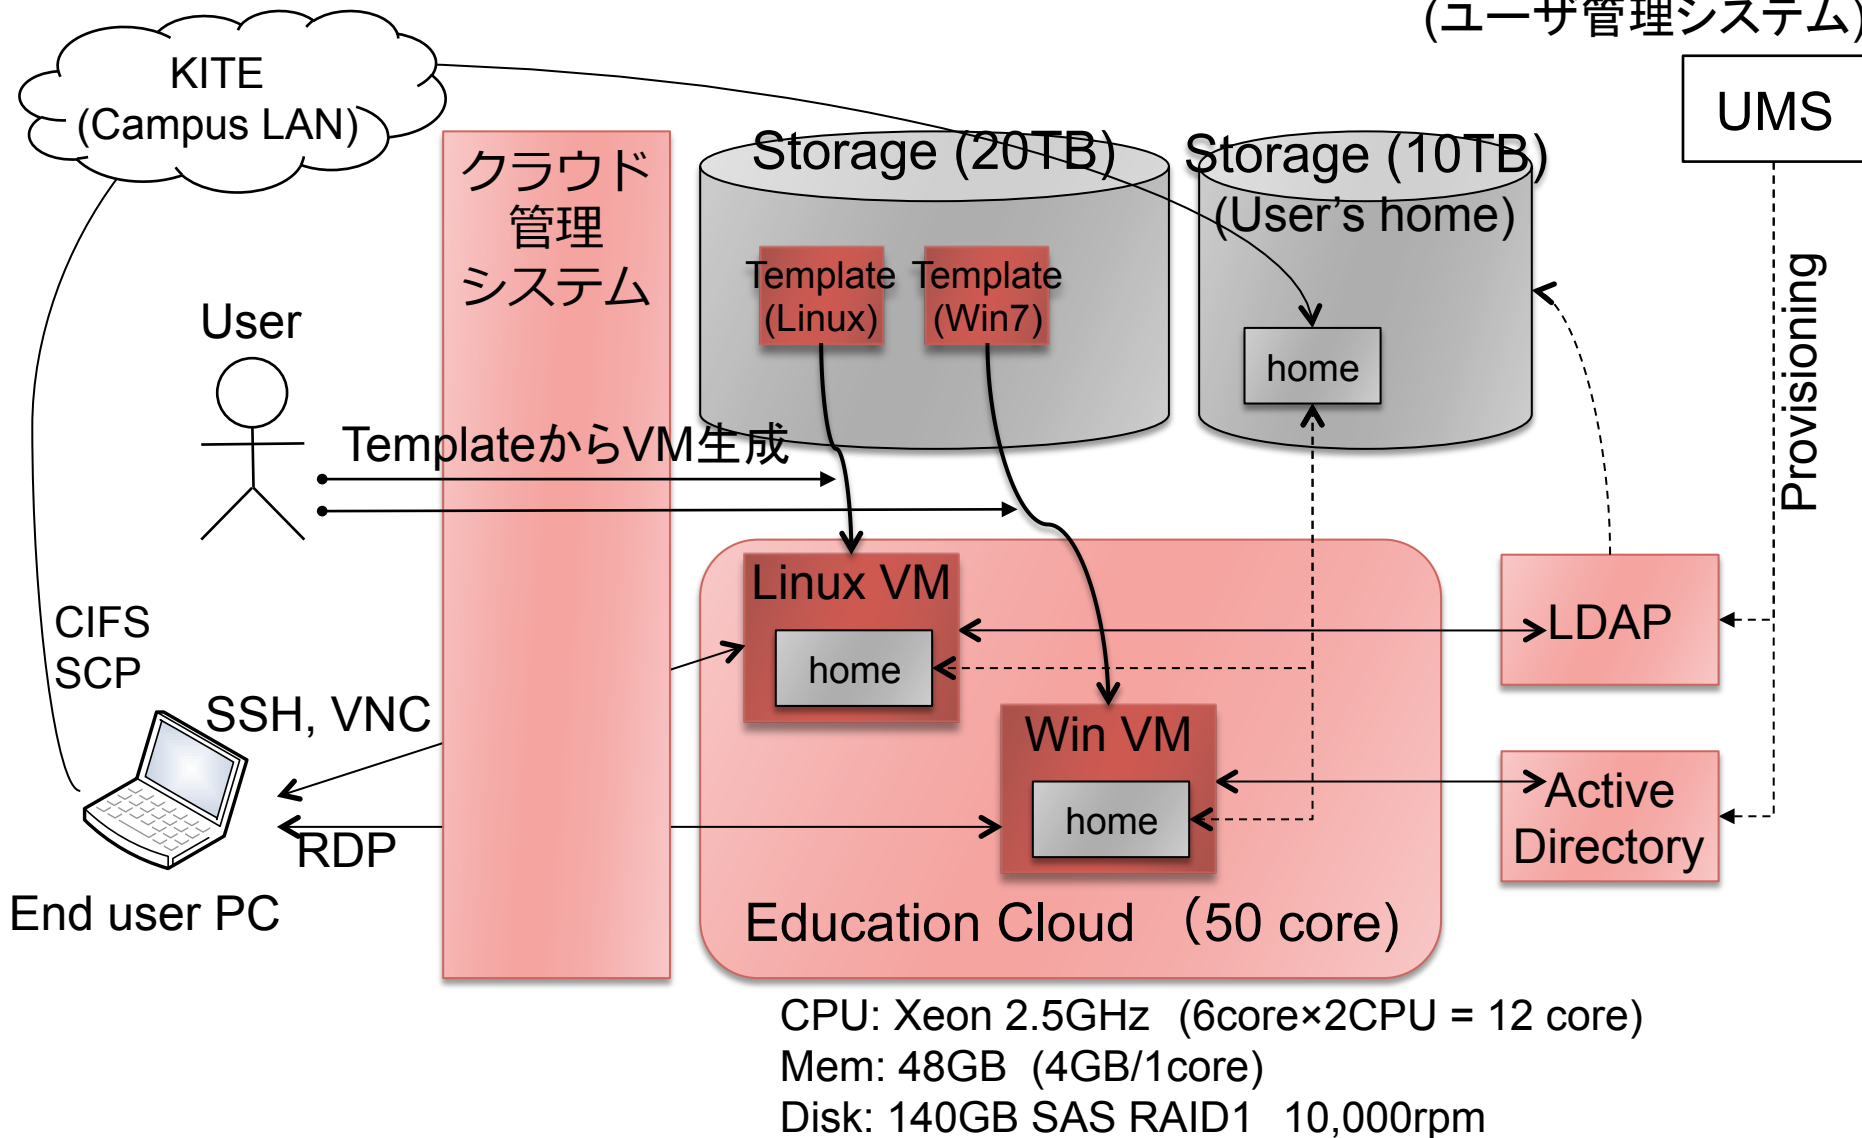 (ユーザ管理システム)
UMS
KITE
(Campus LAN)
クラウド
管理
システム
Storage (20TB)
Storage (10TB)
(User's home)
Template
(Linux)
Template
(Win7)
home
Provisioning
User
TemplateからVM生成
Linux VM
home
LDAP
CIFS
SCP
SSH, VNC
Win VM
home
Active
Directory
RDP
End user PC
Education Cloud (50 core)
CPU: Xeon 2.5GHz (6core×2CPU = 12 core)
Mem: 48GB (4GB/1core)
Disk: 140GB SAS RAID1 10,000rpm